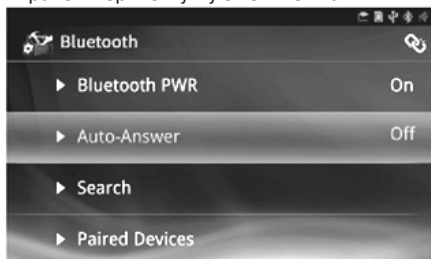 Bluetooth
Bluetooth PWR On
Auto-Answer Off
Search
Paired Devices